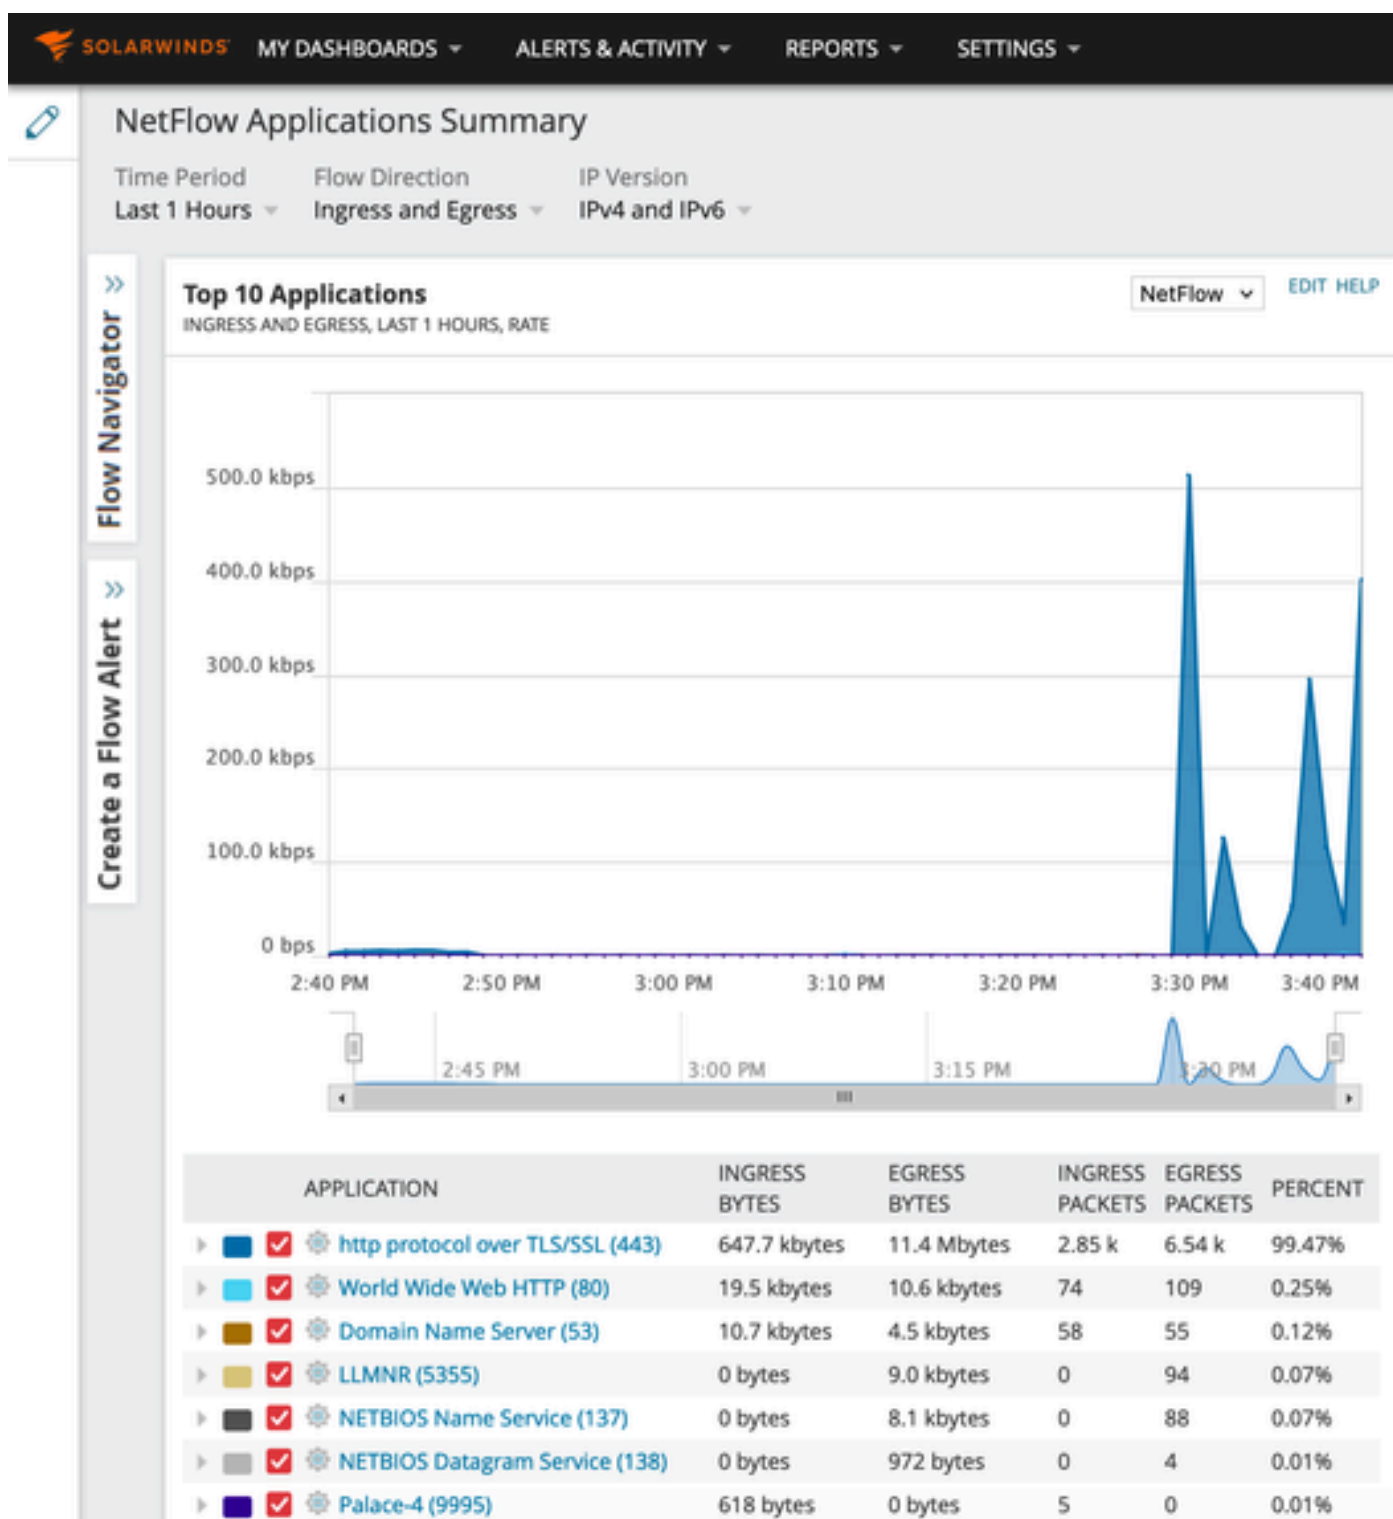 SOLARWINDS MY DASHBOARDS ALERTS & ACTIVITY REPORTS SETTINGS
NetFlow Applications Summary
Time Period Flow Direction IP Version
Last 1 Hours Ingress and Egress IPv4 and IPv6
Flow Navigator
Create a Flow Alert
Top 10 Applications NetFlow EDIT HELP
INGRESS AND EGRESS, LAST 1 HOURS, RATE
500.0 kbps
400.0 kbps
300.0 kbps
200.0 kbps
100.0 kbps
0 bps
2:40 PM 2:50 PM 3:00 PM 3:10 PM 3:20 PM 3:30 PM 3:40 PM
2:45 PM 3:00 PM 3:15 PM 3:30 PM
APPLICATION INGRESS BYTES EGRESS BYTES INGRESS PACKETS EGRESS PACKETS PERCENT
http protocol over TLS/SSL (443) 647.7 kbytes 11.4 Mbytes 2.85 k 6.54 k 99.47%
World Wide Web HTTP (80) 19.5 kbytes 10.6 kbytes 74 109 0.25%
Domain Name Server (53) 10.7 kbytes 4.5 kbytes 58 55 0.12%
LLMNR (5355) 0 bytes 9.0 kbytes 0 94 0.07%
NETBIOS Name Service (137) 0 bytes 8.1 kbytes 0 88 0.07%
NETBIOS Datagram Service (138) 0 bytes 972 bytes 0 4 0.01%
Palace-4 (9995) 618 bytes 0 bytes 5 0 0.01%